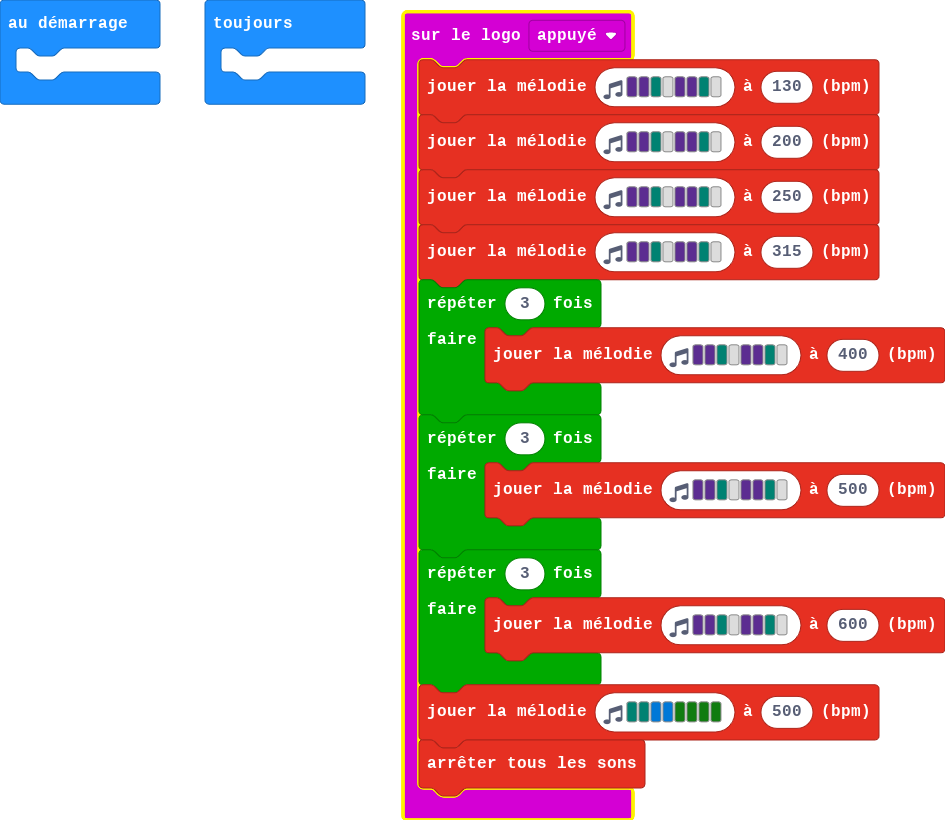 au démarrage
toujours
sur le logo appuyé
jouer la mélodie à 130 (bpm)
jouer la mélodie à 200 (bpm)
jouer la mélodie à 250 (bpm)
jouer la mélodie à 315 (bpm)
répéter 3 fois
faire jouer la mélodie à 400 (bpm)
répéter 3 fois
faire jouer la mélodie à 500 (bpm)
répéter 3 fois
faire jouer la mélodie à 600 (bpm)
jouer la mélodie à 500 (bpm)
arrêter tous les sons